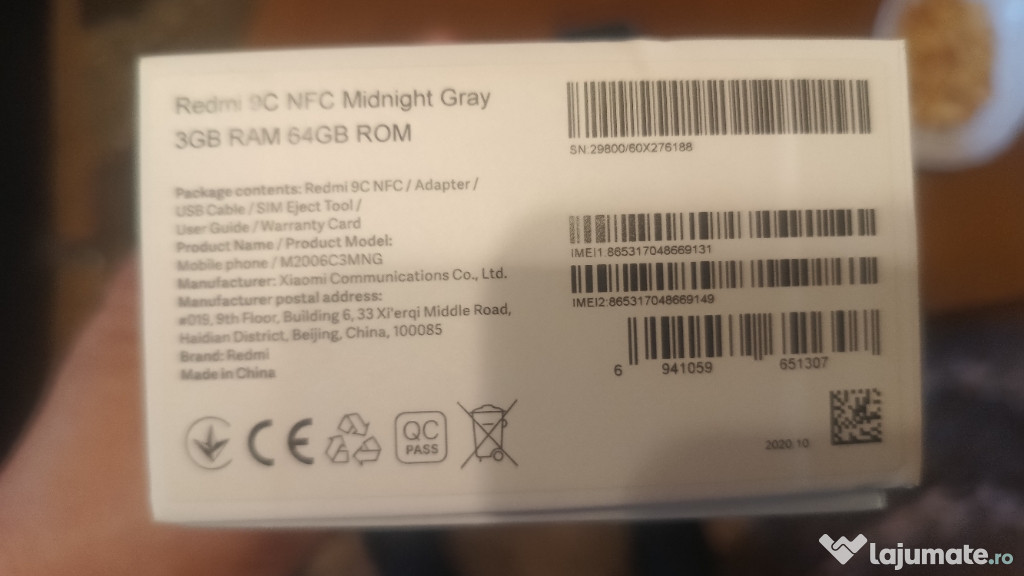 Redmi 9C NFC Midnight Gray
3GB RAM 64GB ROM
Package contents: Redmi 9C NFC / Adapter /
USB Cable / SIM Eject Tool /
User Guide / Warranty Card
Product Name / Product Model:
Mobile phone / M2006C3MNG
Manufacturer: Xiaomi Communications Co., Ltd.
Manufacturer postal address:
#019, 9th Floor, Building 6, 33 Xi'erqi Middle Road,
Haidian District, Beijing, China, 100085
Brand: Redmi
Made in China
CE
QC
PASS
SN:29800/60X276188
IMEI1:865317048669131
IMEI2:865317048669149
6 941059 651307
2020.10
lajumate.ro